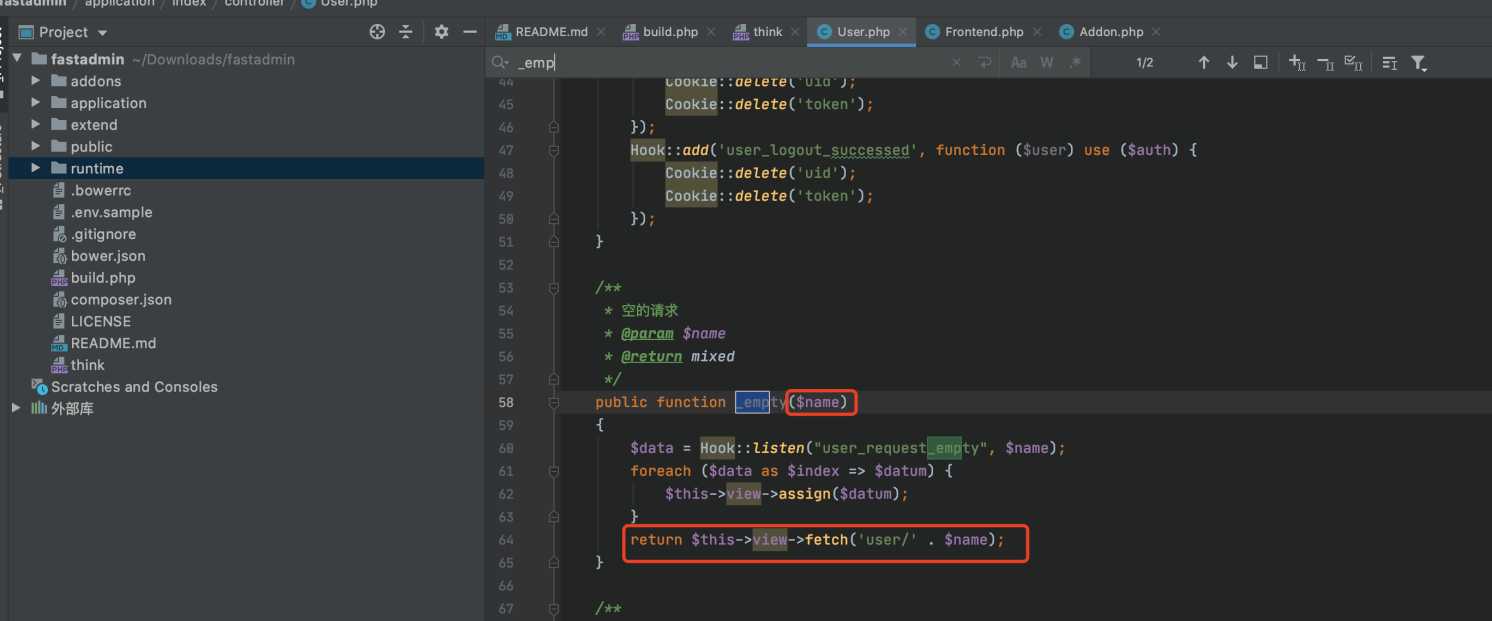 fastadmin / application / index / controller / User.php
Project
README.md build.php think User.php Frontend.php Addon.php
fastadmin ~/Downloads/fastadmin
addons
application
extend
public
runtime
.bowerrc
.env.sample
.gitignore
bower.json
build.php
composer.json
LICENSE
README.md
think
Scratches and Consoles
外部库
_emp Aa W .* 1/2
44 Cookie::delete('uid');
45 Cookie::delete('token');
46 });
47 Hook::add('user_logout_successed', function ($user) use ($auth) {
48 Cookie::delete('uid');
49 Cookie::delete('token');
50 });
51 }
52
53 /**
54 * 空的请求
55 * @param $name
56 * @return mixed
57 */
58 public function _empty($name)
59 {
60 $data = Hook::listen("user_request_empty", $name);
61 foreach ($data as $index => $datum) {
62 $this->view->assign($datum);
63 }
64 return $this->view->fetch('user/' . $name);
65 }
66
67 /**